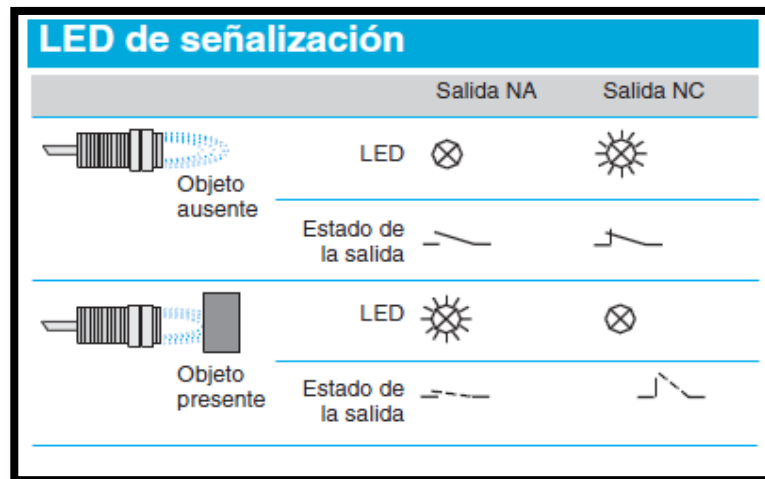 LED de señalización
Salida NA Salida NC
LED
Objeto
ausente
Estado de
la salida
LED
Objeto
presente
Estado de
la salida